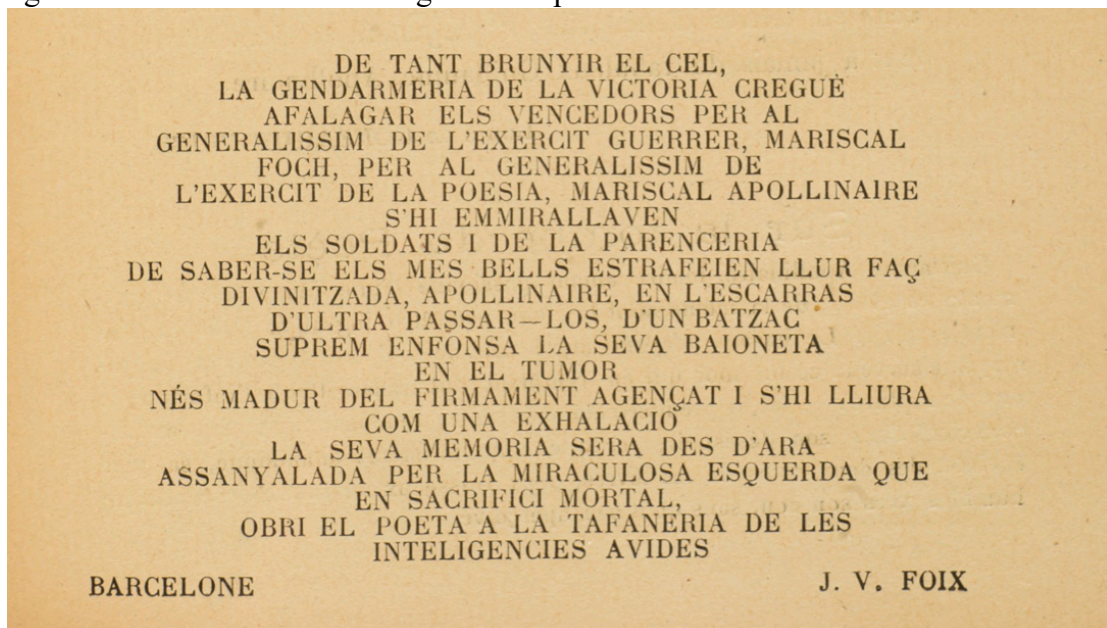 DE TANT BRUNYIR EL CEL,
LA GENDARMERIA DE LA VICTORIA CREGUÉ
AFALAGAR ELS VENCEDORS PER AL
GENERALISSIM DE L'EXERCIT GUERRER, MARISCAL
FOCH, PER AL GENERALISSIM DE
L'EXERCIT DE LA POESIA, MARISCAL APOLLINAIRE
S'HI EMMIRALLAVEN
ELS SOLDATS I DE LA PARENCERIA
DE SABER-SE ELS MES BELLS ESTRAFEIEN LLUR FAÇ
DIVINITZADA, APOLLINAIRE, EN L'ESCARRAS
D'ULTRA PASSAR—LOS, D'UN BATZAC
SUPREM ENFONSA LA SEVA BAIONETA
EN EL TUMOR
NÉS MADUR DEL FIRMAMENT AGENÇAT I S'HI LLIURA
COM UNA EXHALACIÓ
LA SEVA MEMORIA SERA DES D'ARA
ASSANYALADA PER LA MIRACULOSA ESQUERDA QUE
EN SACRIFICI MORTAL,
OBRI EL POETA A LA TAFANERIA DE LES
INTELIGENCIES AVIDES
BARCELONE J. V. FOIX